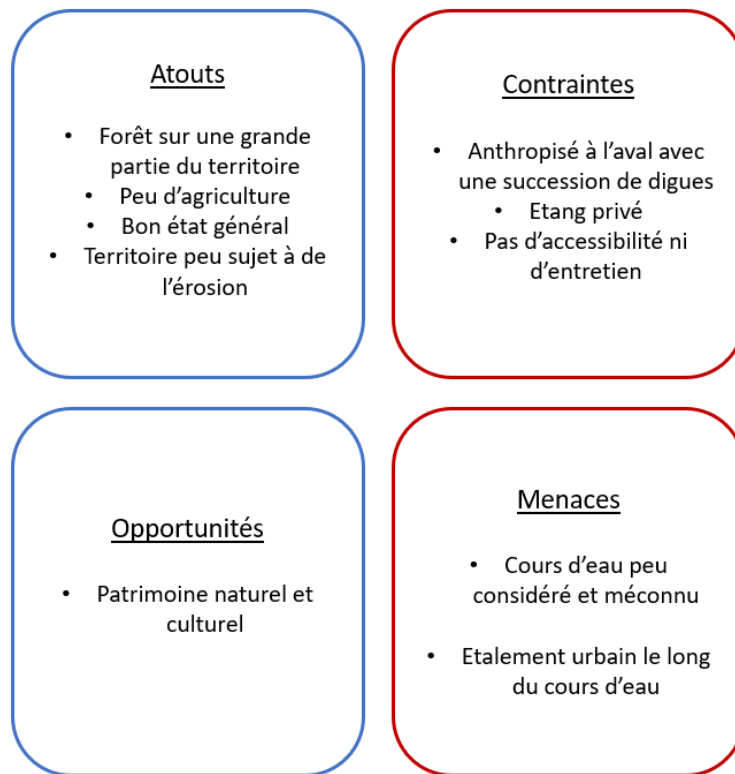 Atouts
• Forêt sur une grande
partie du territoire
• Peu d’agriculture
• Bon état général
• Territoire peu sujet à de
l’érosion
Contraintes
• Anthropisé à l’aval avec
une succession de digues
• Etang privé
• Pas d’accessibilité ni
d’entretien
Opportunités
• Patrimoine naturel et
culturel
Menaces
• Cours d’eau peu
considéré et méconnu
• Etalement urbain le long
du cours d’eau